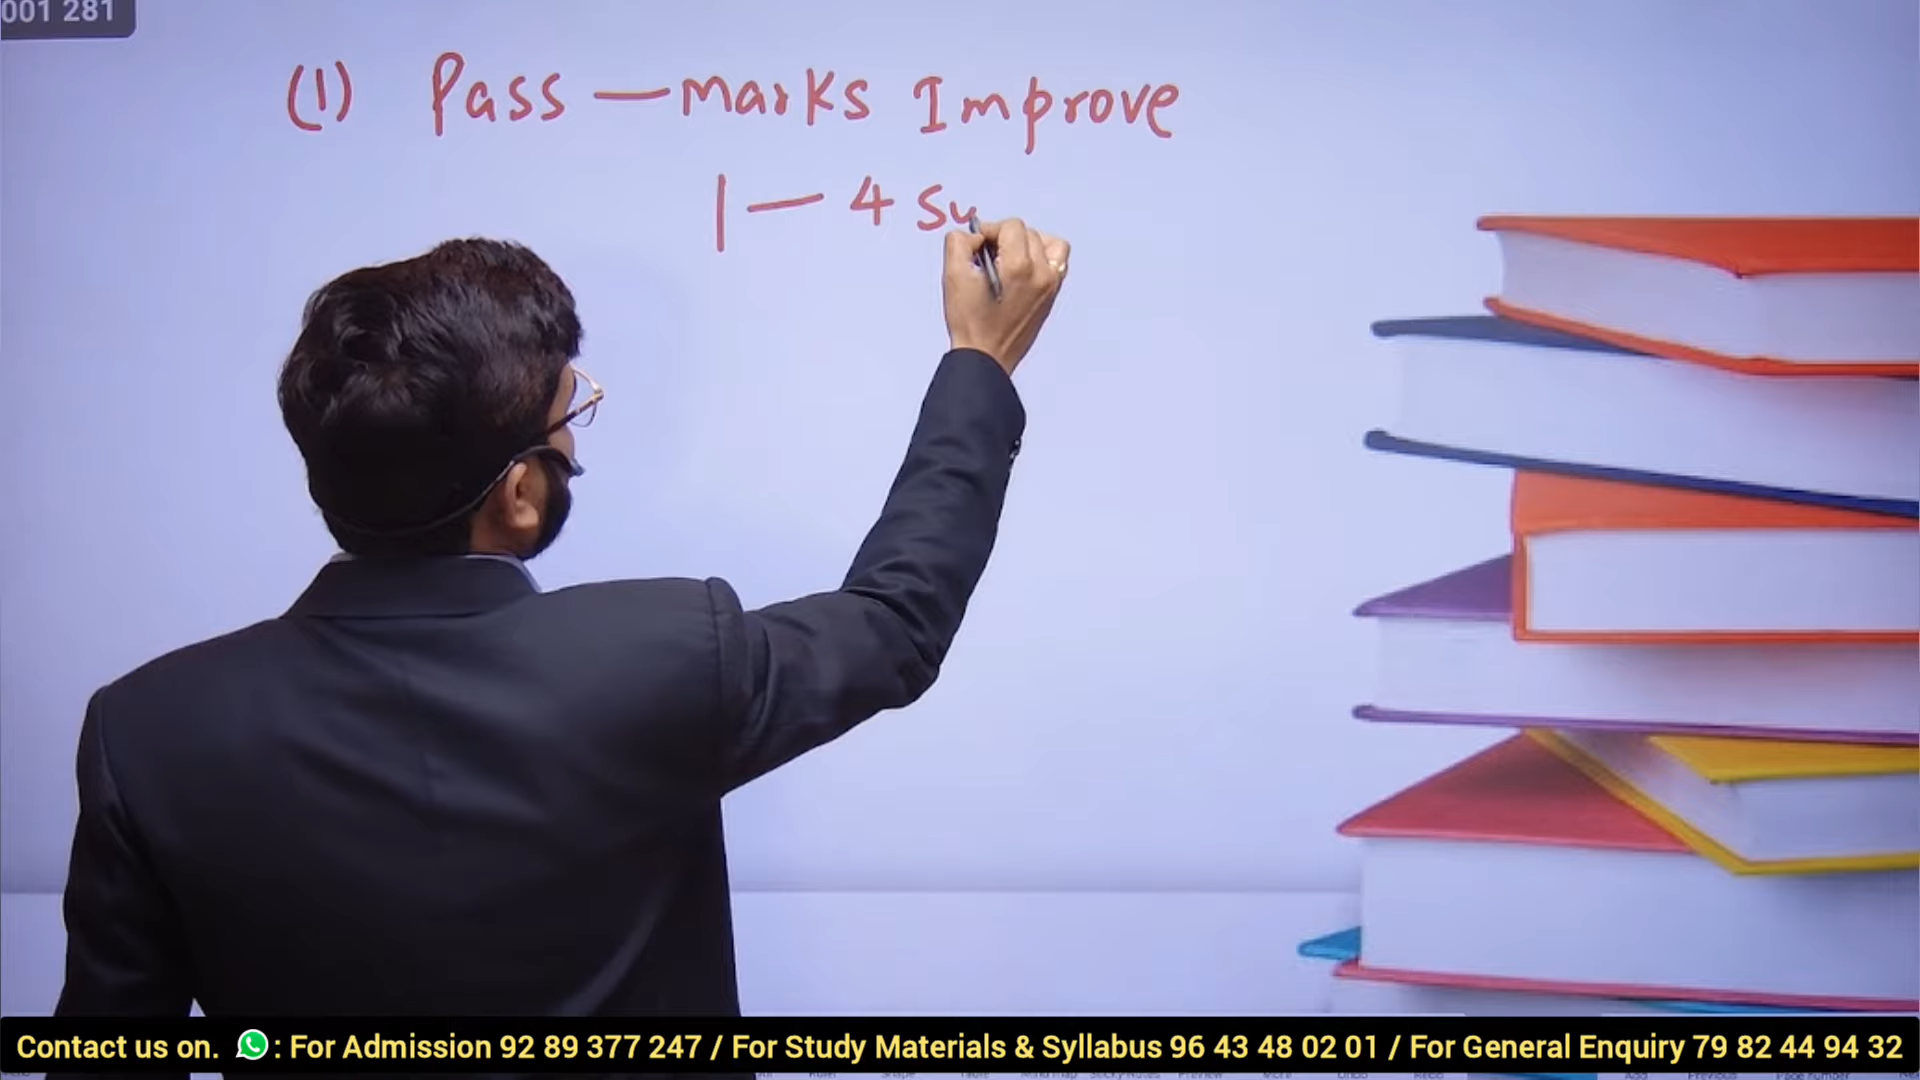 001 281
(1) Pass — Marks Improve
1 — 4 Su
Contact us on. : For Admission 92 89 377 247 / For Study Materials & Syllabus 96 43 48 02 01 / For General Enquiry 79 82 44 94 32